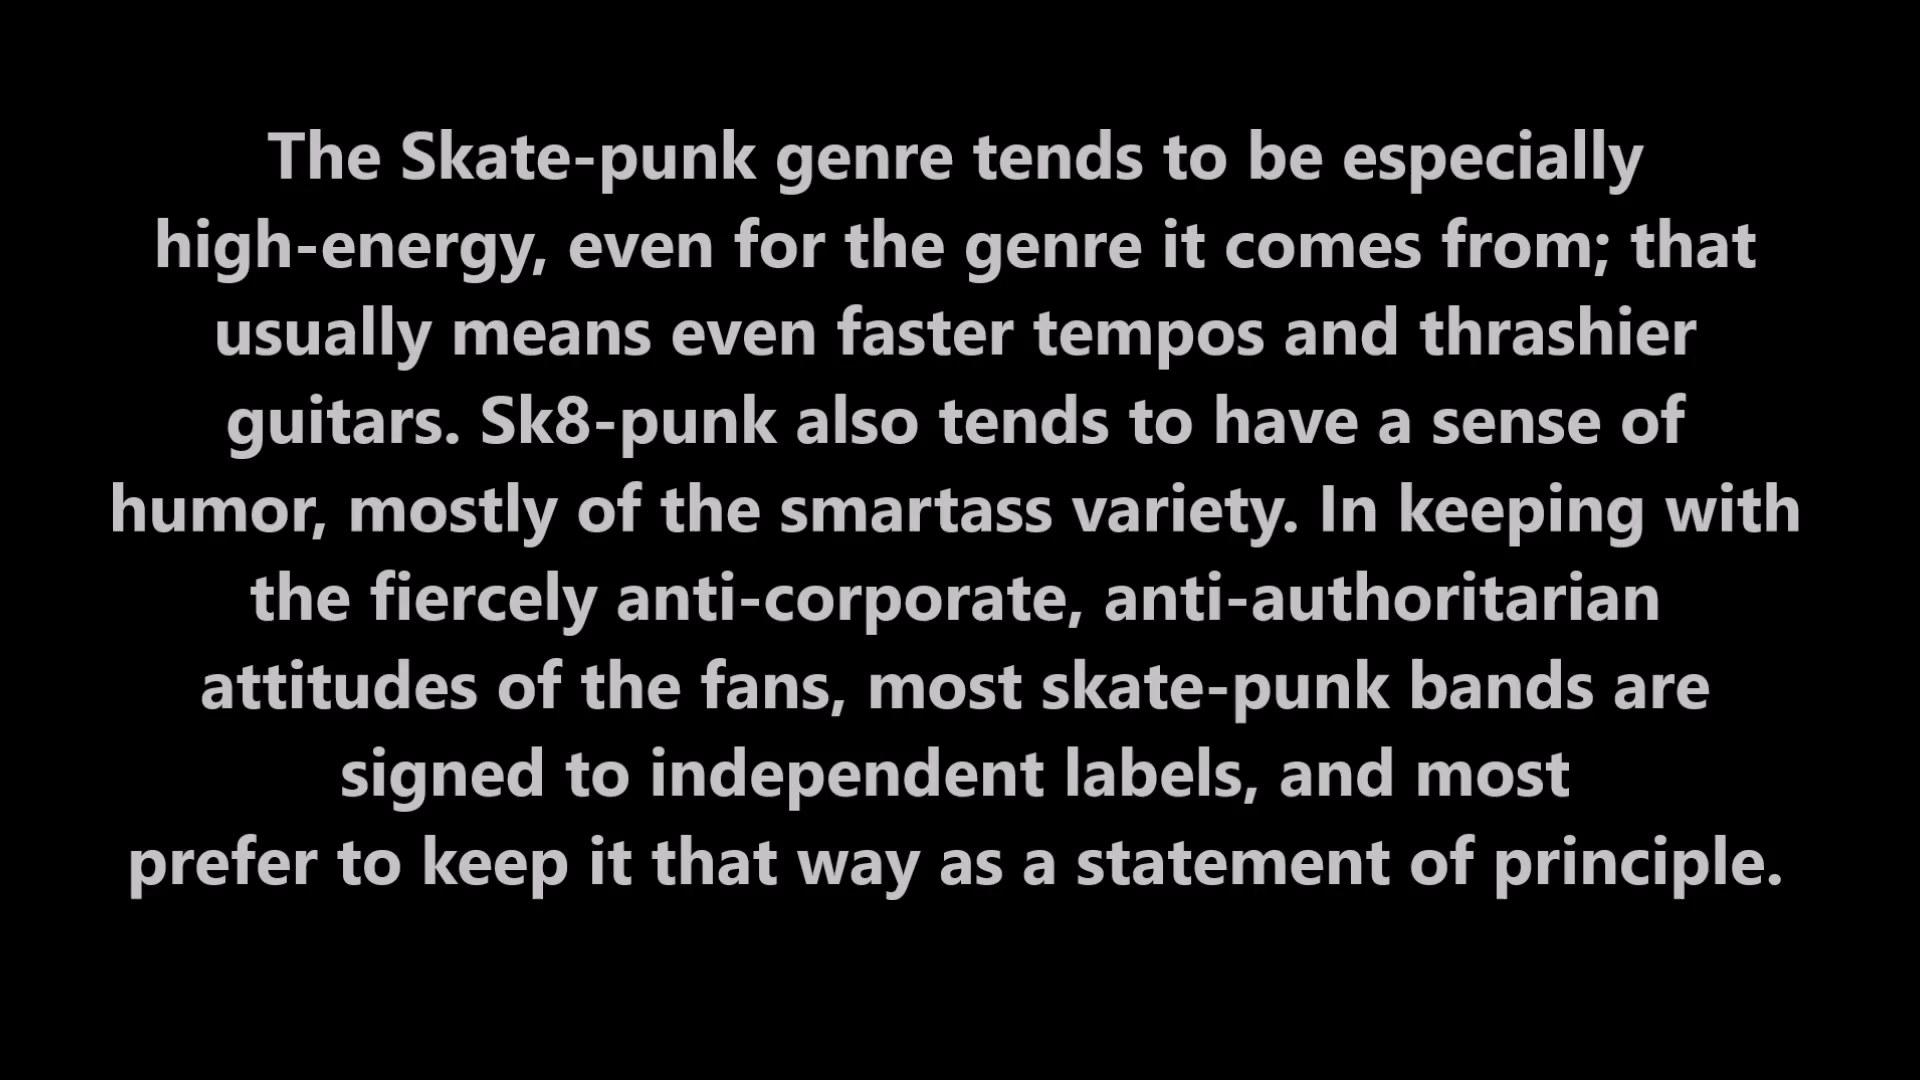 The Skate-punk genre tends to be especially
high-energy, even for the genre it comes from; that
usually means even faster tempos and thrashier
guitars. Sk8-punk also tends to have a sense of
humor, mostly of the smartass variety. In keeping with
the fiercely anti-corporate, anti-authoritarian
attitudes of the fans, most skate-punk bands are
signed to independent labels, and most
prefer to keep it that way as a statement of principle.